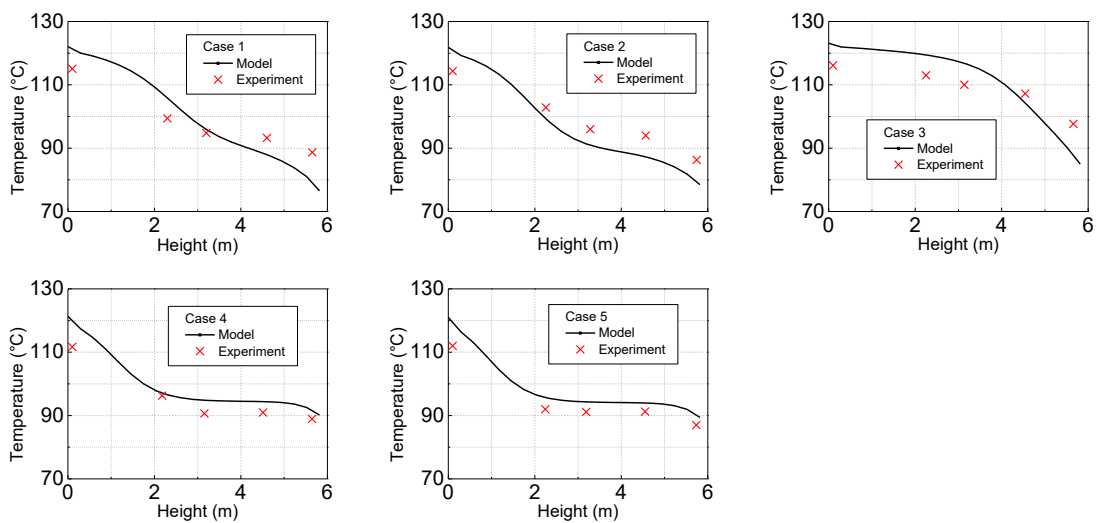 130
110
90
70
0
2
4
6
Temperature (°C)
Height (m)
Case 1
Model
Experiment
130
110
90
70
0
2
4
6
Temperature (°C)
Height (m)
Case 2
Model
Experiment
130
110
90
70
0
2
4
6
Temperature (°C)
Height (m)
Case 3
Model
Experiment
130
110
90
70
0
2
4
6
Temperature (°C)
Height (m)
Case 4
Model
Experiment
130
110
90
70
0
2
4
6
Temperature (°C)
Height (m)
Case 5
Model
Experiment